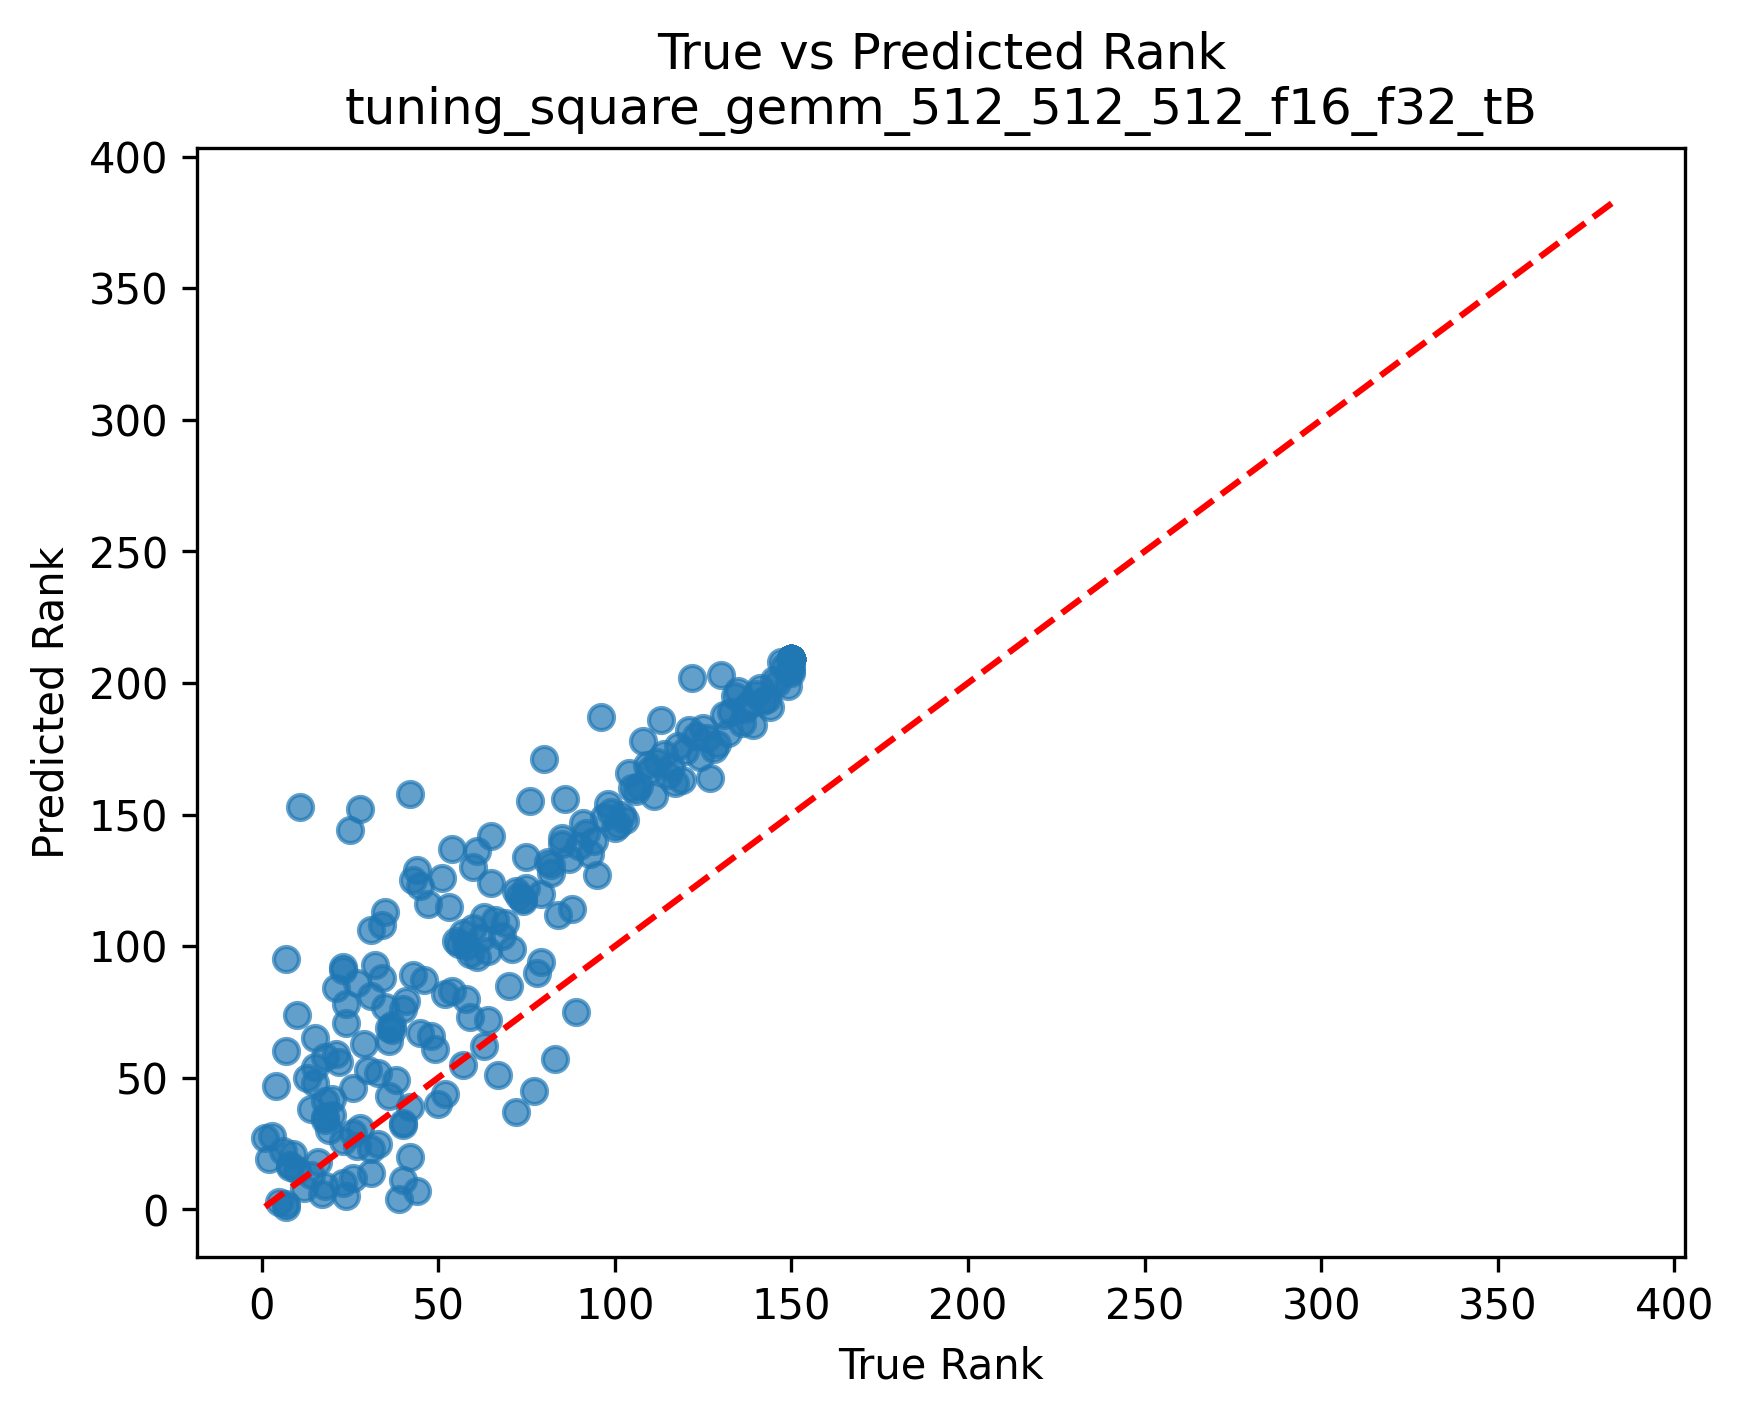 True vs Predicted Rank
tuning_square_gemm_512_512_512_f16_f32_tB
400
350
300
250
200
150
100
50
0
Predicted Rank
0 50 100 150 200 250 300 350 400
True Rank